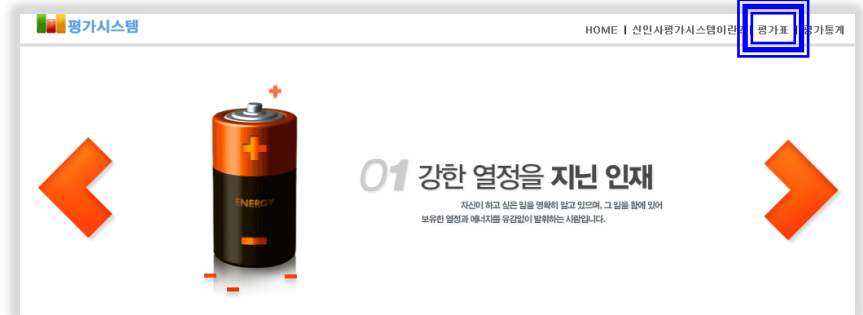 평가시스템
HOME | 신인사평가시스템이란? | 평가표 | 평가통계
01 강한 열정을 지닌 인재
자신이 하고 싶은 일을 명확히 알고 있으며, 그 일을 함에 있어
보유한 열정과 에너지를 유감없이 발휘하는 사람입니다.
ENERGY